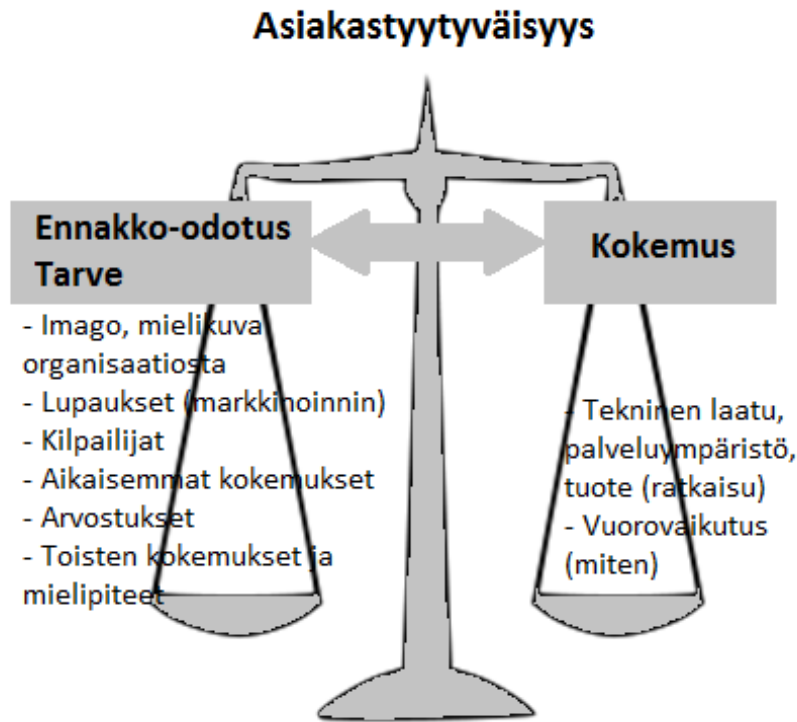 Asiakastyytyväisyys
Ennakko-odotus
Tarve
- Imago, mielikuva
organisaatiosta
- Lupaukset (markkinoinnin)
- Kilpailijat
- Aikaisemmat kokemukset
- Arvostukset
- Toisten kokemukset ja
mielipiteet
Kokemus
- Tekninen laatu,
palveluympäristö,
tuote (ratkaisu)
- Vuorovaikutus
(miten)